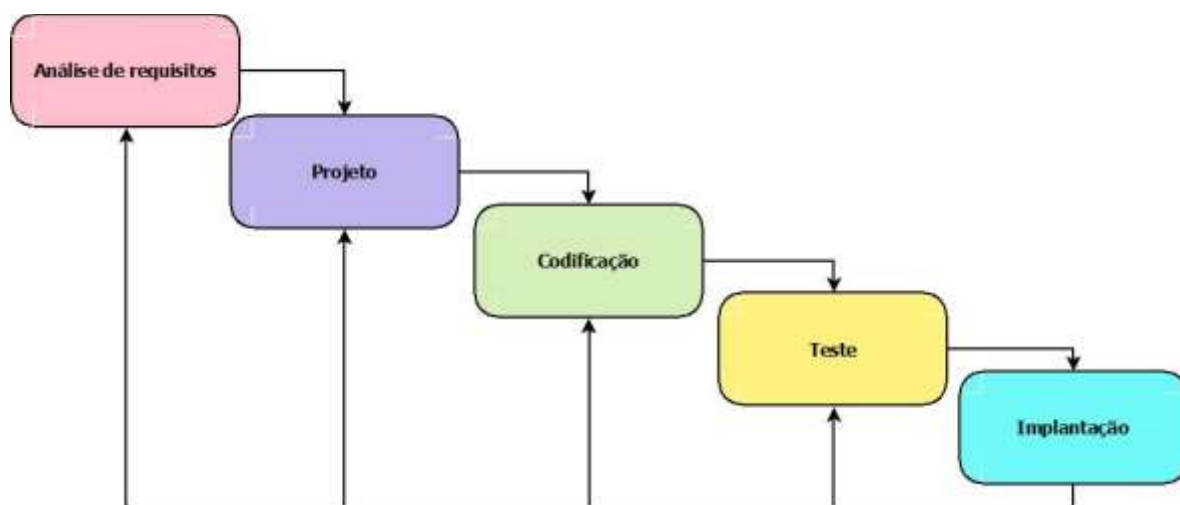 Análise de requisitos
Projeto
Codificação
Teste
Implantação